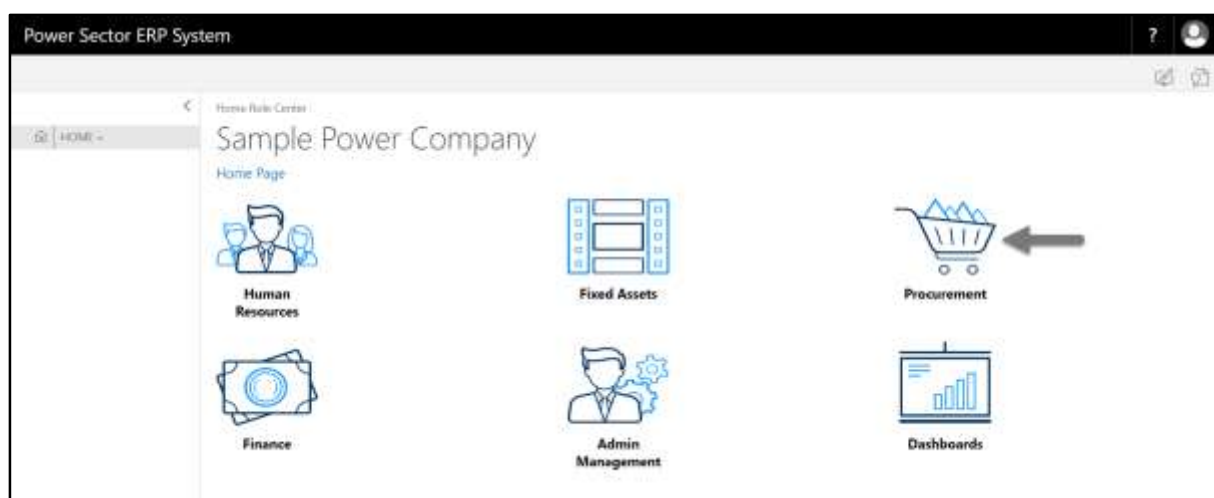 Power Sector ERP System
?
Home Role Center
HOME
Sample Power Company
Home Page
Human
Resources
Fixed Assets
Procurement
Finance
Admin
Management
Dashboards